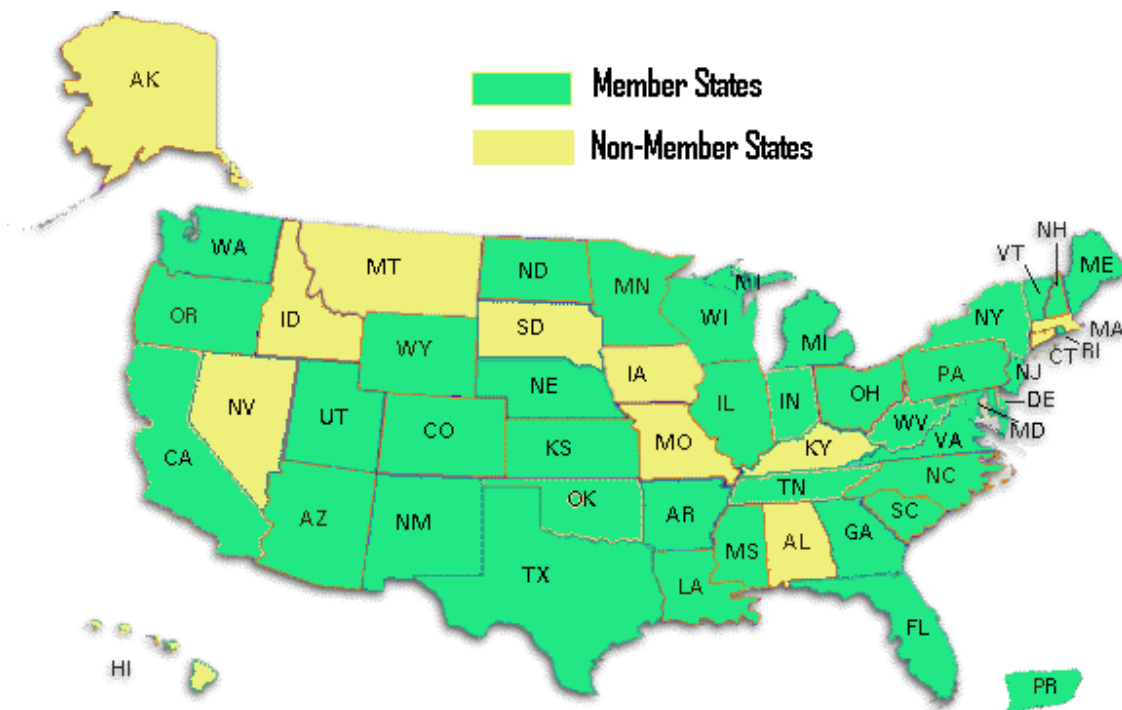 AK
Member States
Non-Member States
WA
MT
ND
MN
MI
VT
NH
ME
OR
ID
SD
WI
NY
MA
WY
MI
RI
CT
IA
PA
NJ
NE
OH
DE
NV
UT
IL
IN
WV
MD
CO
KS
MO
KY
VA
CA
NC
TN
OK
AR
SC
AZ
NM
MS
AL
GA
TX
LA
FL
HI
PR